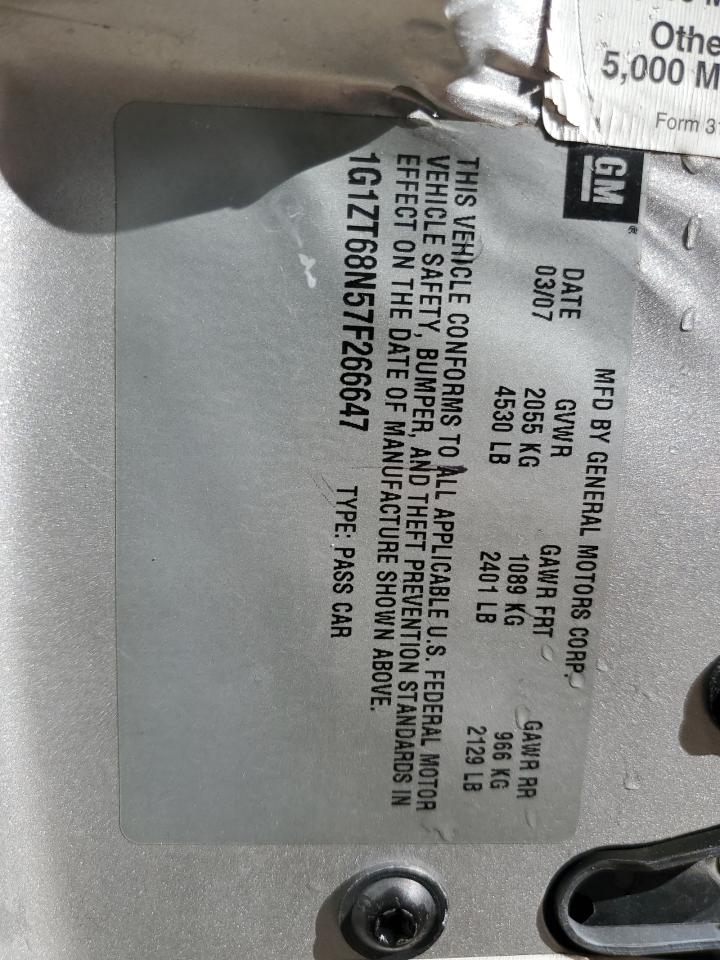 GM
MFD BY GENERAL MOTORS CORP.
DATE GVWR GAWR FRT GAWR RR
03/07 2055 KG 1089 KG 966 KG
4530 LB 2401 LB 2129 LB
THIS VEHICLE CONFORMS TO ALL APPLICABLE U.S. FEDERAL MOTOR
VEHICLE SAFETY, BUMPER, AND THEFT PREVENTION STANDARDS IN
EFFECT ON THE DATE OF MANUFACTURE SHOWN ABOVE.
1G1ZT68N57F266647 TYPE: PASS CAR
Othe
5,000 M
Form 31